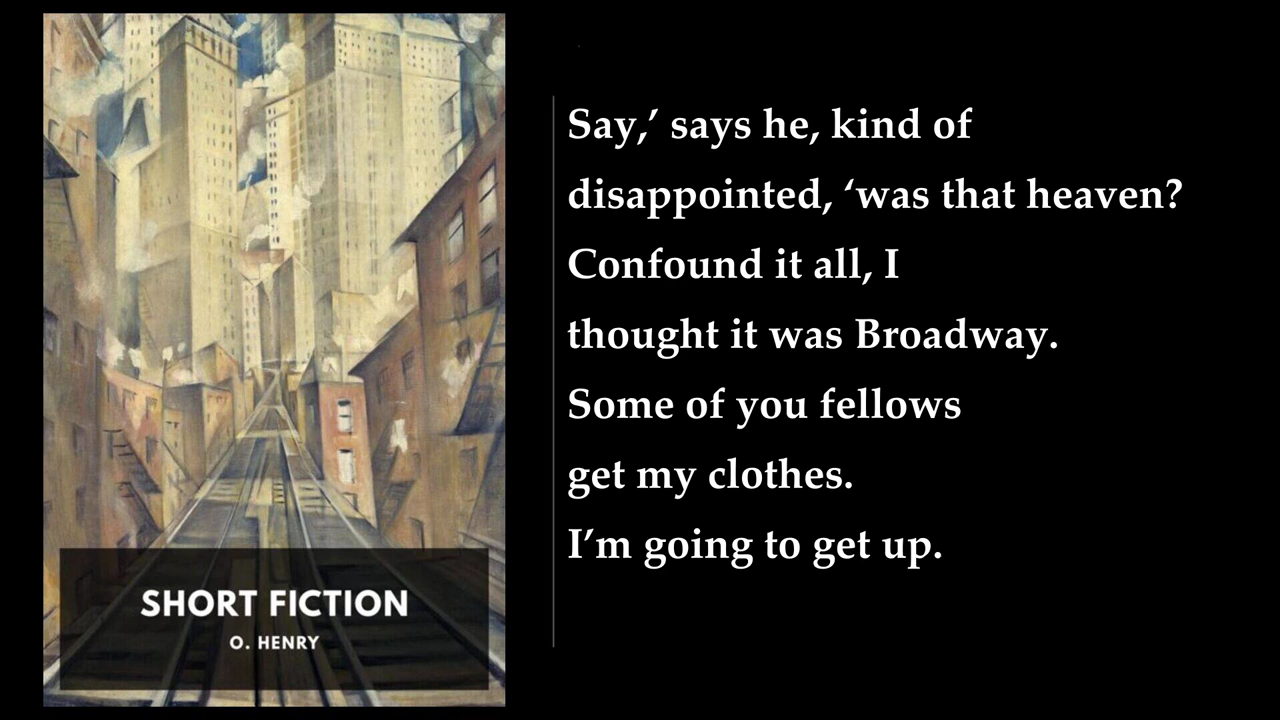 SHORT FICTION
O. HENRY
Say,’ says he, kind of
disappointed, ‘was that heaven?
Confound it all, I
thought it was Broadway.
Some of you fellows
get my clothes.
I’m going to get up.